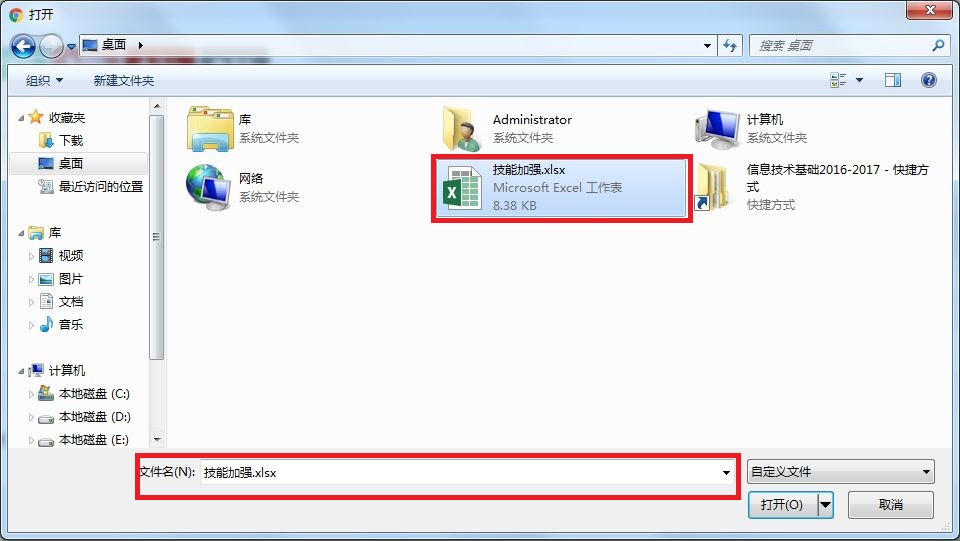 打开
桌面
搜索 桌面
组织
新建文件夹
收藏夹
下载
桌面
最近访问的位置
库
视频
图片
文档
音乐
计算机
本地磁盘 (C:)
本地磁盘 (D:)
本地磁盘 (E:)
库
系统文件夹
Administrator
系统文件夹
计算机
系统文件夹
网络
系统文件夹
技能加强.xlsx
Microsoft Excel 工作表
8.38 KB
信息技术基础2016-2017 - 快捷方
式
快捷方式
文件名(N):
技能加强.xlsx
自定义文件
打开(O)
取消